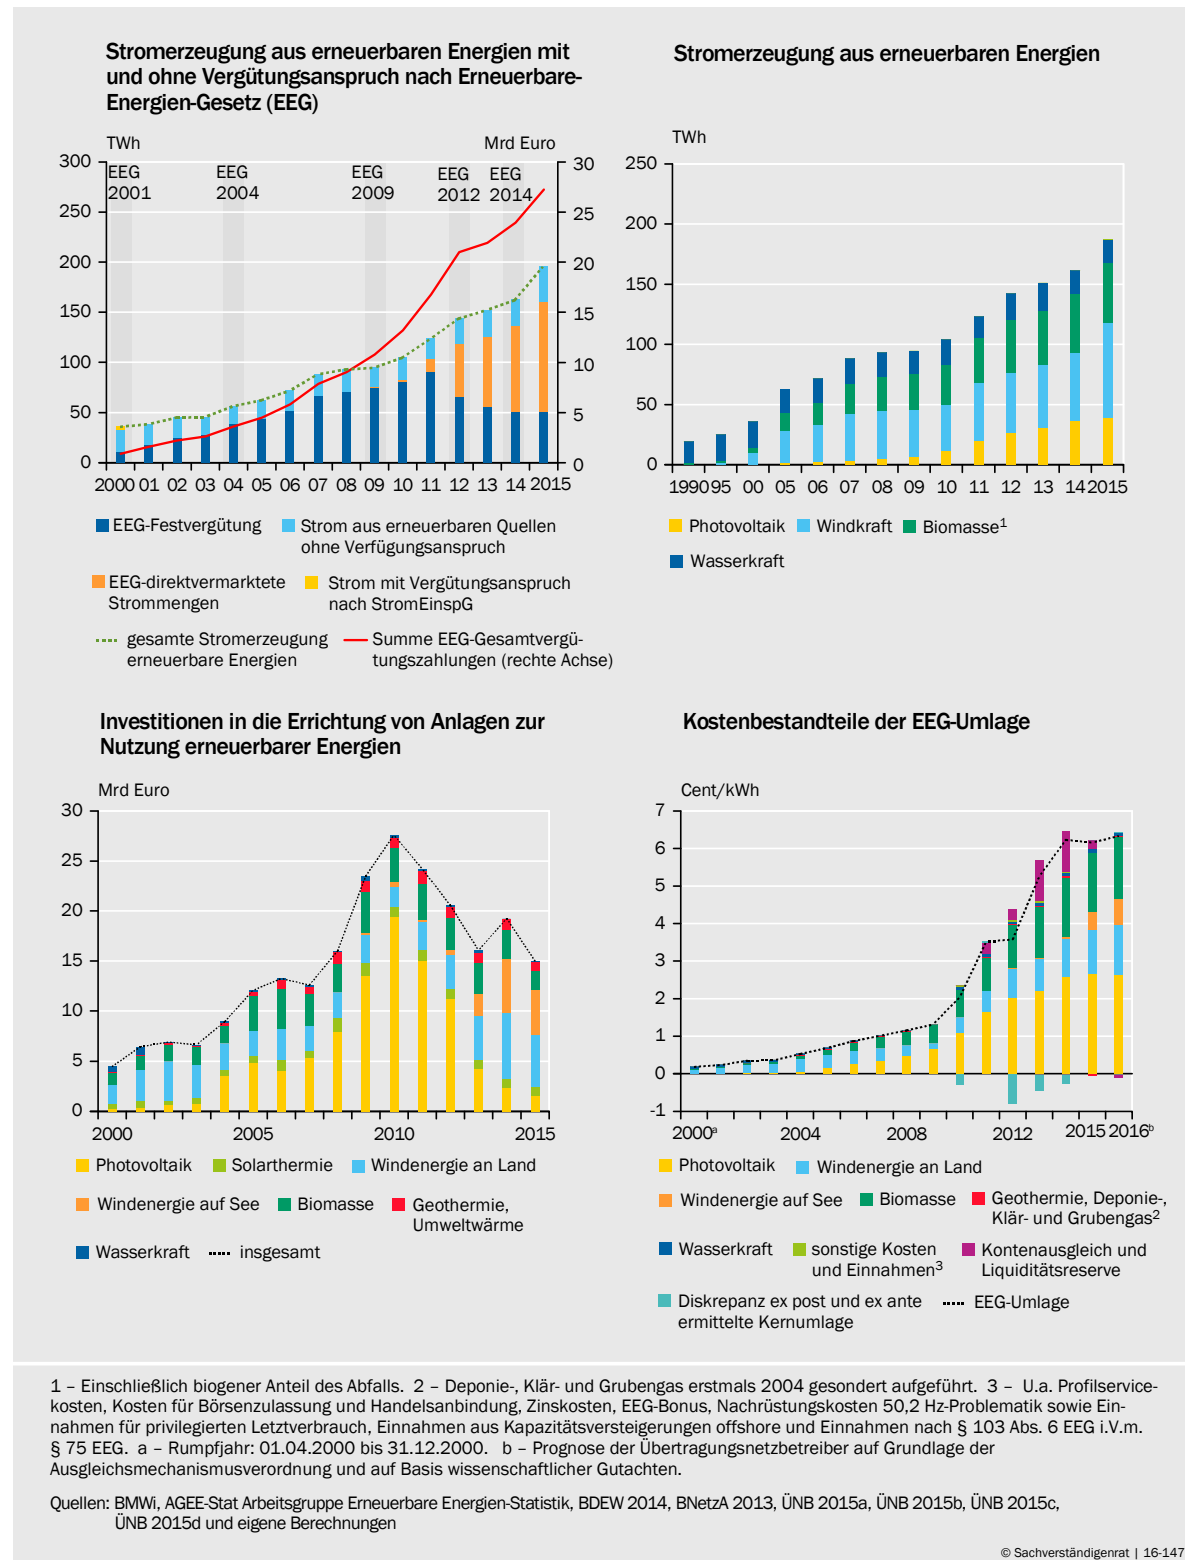 Stromerzeugung aus erneuerbaren Energien mit
und ohne Vergütungsanspruch nach Erneuerbare-
Energien-Gesetz (EEG)
TWh
Mrd Euro
300
250
200
150
100
50
0
30
25
20
15
10
5
0
EEG
2001
EEG
2004
EEG
2009
EEG
2012
EEG
2014
2000 01 02 03 04 05 06 07 08 09 10 11 12 13 14 2015
EEG-Festvergütung
Strom aus erneuerbaren Quellen
ohne Verfügungsanspruch
EEG-direktvermarktete
Strommengen
Strom mit Vergütungsanspruch
nach StromEinspG
gesamte Stromerzeugung
erneuerbare Energien
Summe EEG-Gesamtvergü-
tungszahlungen (rechte Achse)
Stromerzeugung aus erneuerbaren Energien
TWh
250
200
150
100
50
0
1990 95 00 05 06 07 08 09 10 11 12 13 14 2015
Photovoltaik
Windkraft
Biomasse1
Wasserkraft
Investitionen in die Errichtung von Anlagen zur
Nutzung erneuerbarer Energien
Mrd Euro
30
25
20
15
10
5
0
2000 2005 2010 2015
Photovoltaik
Solarthermie
Windenergie an Land
Windenergie auf See
Biomasse
Geothermie,
Umweltwärme
Wasserkraft
insgesamt
Kostenbestandteile der EEG-Umlage
Cent/kWh
7
6
5
4
3
2
1
0
-1
2000a 2004 2008 2012 2015 2016b
Photovoltaik
Windenergie an Land
Windenergie auf See
Biomasse
Geothermie, Deponie-,
Klär- und Grubengas2
Wasserkraft
sonstige Kosten
und Einnahmen3
Kontenausgleich und
Liquiditätsreserve
Diskrepanz ex post und ex ante
ermittelte Kernumlage
EEG-Umlage
1 – Einschließlich biogener Anteil des Abfalls. 2 – Deponie-, Klär- und Grubengas erstmals 2004 gesondert aufgeführt. 3 – U.a. Profilservice-
kosten, Kosten für Börsenzulassung und Handelsanbindung, Zinskosten, EEG-Bonus, Nachrüstungskosten 50,2 Hz-Problematik sowie Ein-
nahmen für privilegierten Letztverbrauch, Einnahmen aus Kapazitätsversteigerungen offshore und Einnahmen nach § 103 Abs. 6 EEG i.V.m.
§ 75 EEG. a – Rumpfjahr: 01.04.2000 bis 31.12.2000. b – Prognose der Übertragungsnetzbetreiber auf Grundlage der
Ausgleichsmechanismusverordnung und auf Basis wissenschaftlicher Gutachten.
Quellen: BMWi, AGEE-Stat Arbeitsgruppe Erneuerbare Energien-Statistik, BDEW 2014, BNetzA 2013, ÜNB 2015a, ÜNB 2015b, ÜNB 2015c,
ÜNB 2015d und eigene Berechnungen
© Sachverständigenrat | 16-147